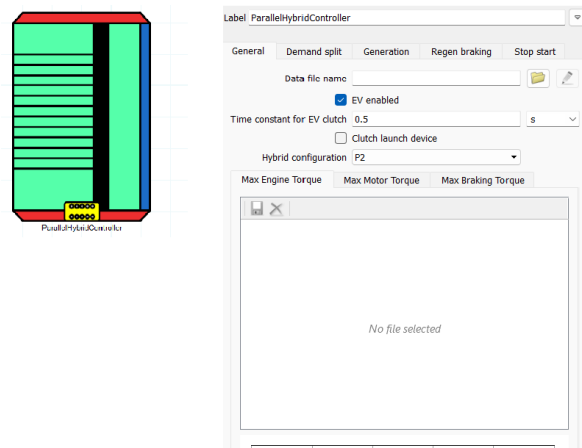 Label ParallelHybridController
General Demand split Generation Regen braking Stop start
Data file name
EV enabled
Time constant for EV clutch 0.5 s
Clutch launch device
Hybrid configuration P2
Max Engine Torque Max Motor Torque Max Braking Torque
No file selected
ParallelHybridController